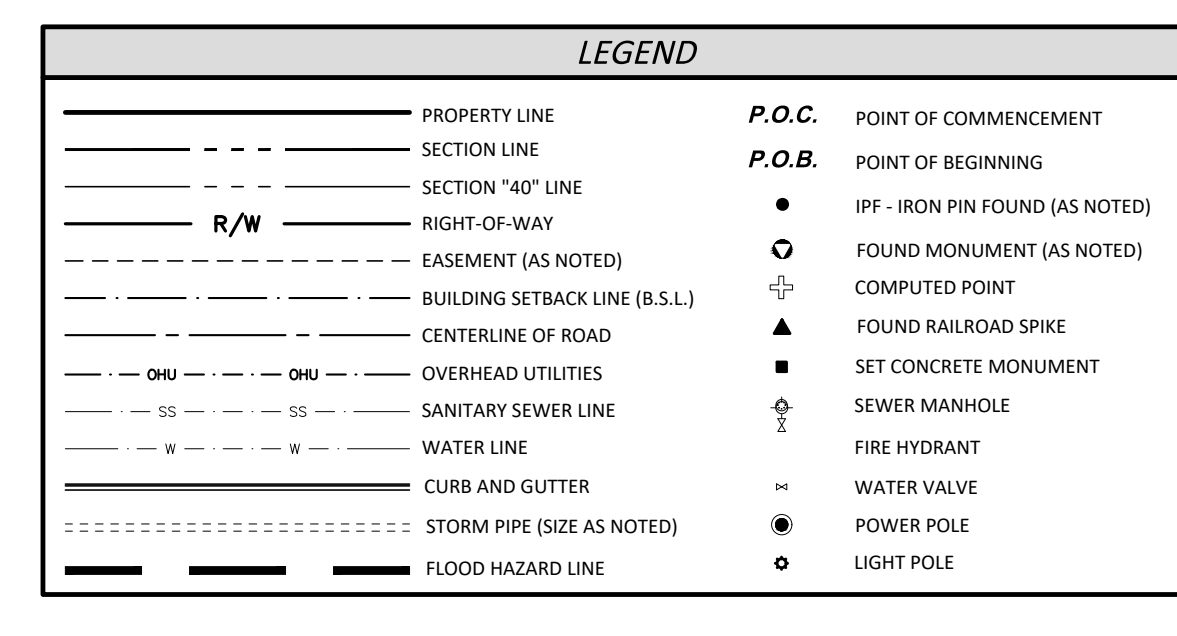 LEGEND
PROPERTY LINE
SECTION LINE
SECTION "40" LINE
R/W RIGHT-OF-WAY
EASEMENT (AS NOTED)
BUILDING SETBACK LINE (B.S.L.)
CENTERLINE OF ROAD
OHU OHU OVERHEAD UTILITIES
SS SS SANITARY SEWER LINE
W W WATER LINE
CURB AND GUTTER
STORM PIPE (SIZE AS NOTED)
FLOOD HAZARD LINE
P.O.C. POINT OF COMMENCEMENT
P.O.B. POINT OF BEGINNING
IPF - IRON PIN FOUND (AS NOTED)
FOUND MONUMENT (AS NOTED)
COMPUTED POINT
FOUND RAILROAD SPIKE
SET CONCRETE MONUMENT
SEWER MANHOLE
FIRE HYDRANT
WATER VALVE
POWER POLE
LIGHT POLE